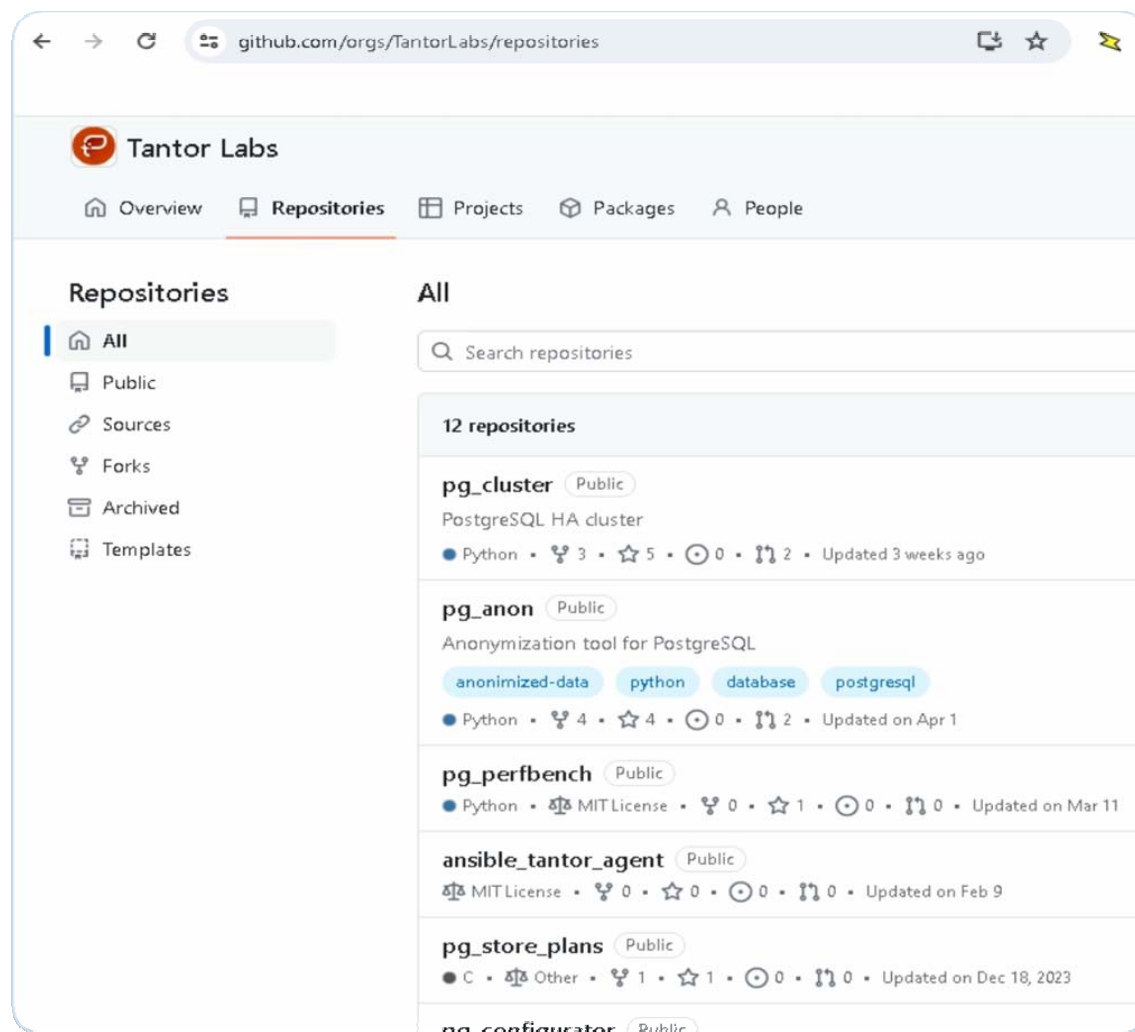 github.com/orgs/TantorLabs/repositories
Tantor Labs
Overview Repositories Projects Packages People
Repositories
All
Public
Sources
Forks
Archived
Templates
All
Search repositories
12 repositories
pg_cluster Public
PostgreSQL HA cluster
Python • 3 • 5 • 0 • 2 • Updated 3 weeks ago
pg_anon Public
Anonymization tool for PostgreSQL
anonimized-data python database postgresql
Python • 4 • 4 • 0 • 2 • Updated on Apr 1
pg_perfbench Public
Python • MIT License • 0 • 1 • 0 • 0 • Updated on Mar 11
ansible_tantor_agent Public
MIT License • 0 • 0 • 0 • 0 • Updated on Feb 9
pg_store_plans Public
C • Other • 1 • 1 • 0 • 0 • Updated on Dec 18, 2023
pg_configurator Public